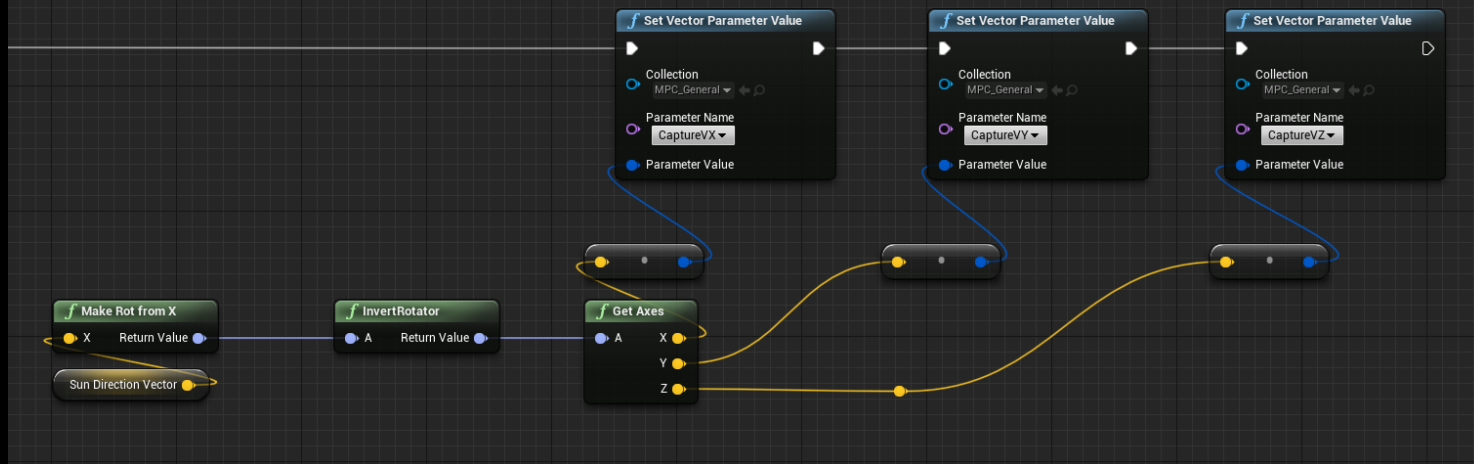 f Set Vector Parameter Value
Collection
MPC_General
Parameter Name
CaptureVX
Parameter Value
f Set Vector Parameter Value
Collection
MPC_General
Parameter Name
CaptureVY
Parameter Value
f Set Vector Parameter Value
Collection
MPC_General
Parameter Name
CaptureVZ
Parameter Value
f Make Rot from X
X Return Value
Sun Direction Vector
f InvertRotator
A Return Value
f Get Axes
A X
Y
Z